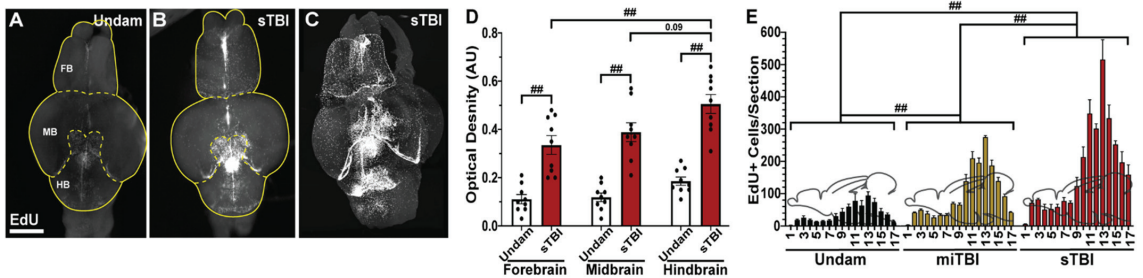 A Undam
FB
MB
HB
EdU
B sTBI
C sTBI
D
Optical Density (AU)
0.8
0.6
0.4
0.2
0.0
##
0.09
## ## ##
Undam sTBI Undam sTBI Undam sTBI
Forebrain Midbrain Hindbrain
E
EdU+ Cells/Section
600
500
400
300
200
100
0
##
##
##
1 3 5 7 9 11 13 15 17 1 3 5 7 9 11 13 15 17 1 3 5 7 9 11 13 15 17
Undam miTBI sTBI